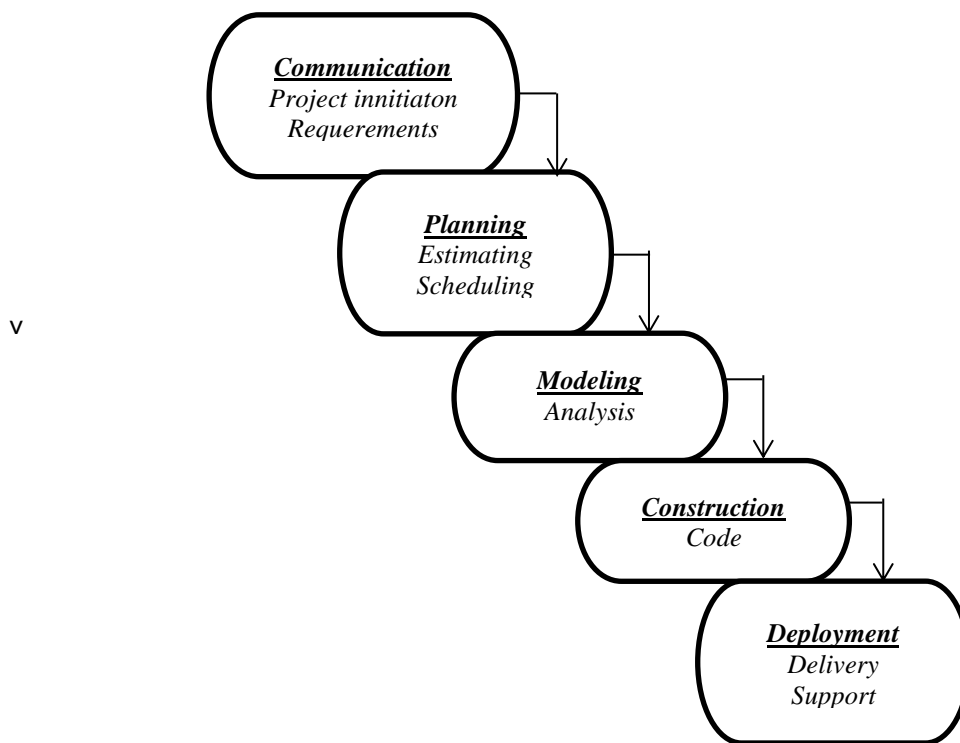 Communication
Project innitiaton
Requerements
Planning
Estimating
Scheduling
v
Modeling
Analysis
Construction
Code
Deployment
Delivery
Support